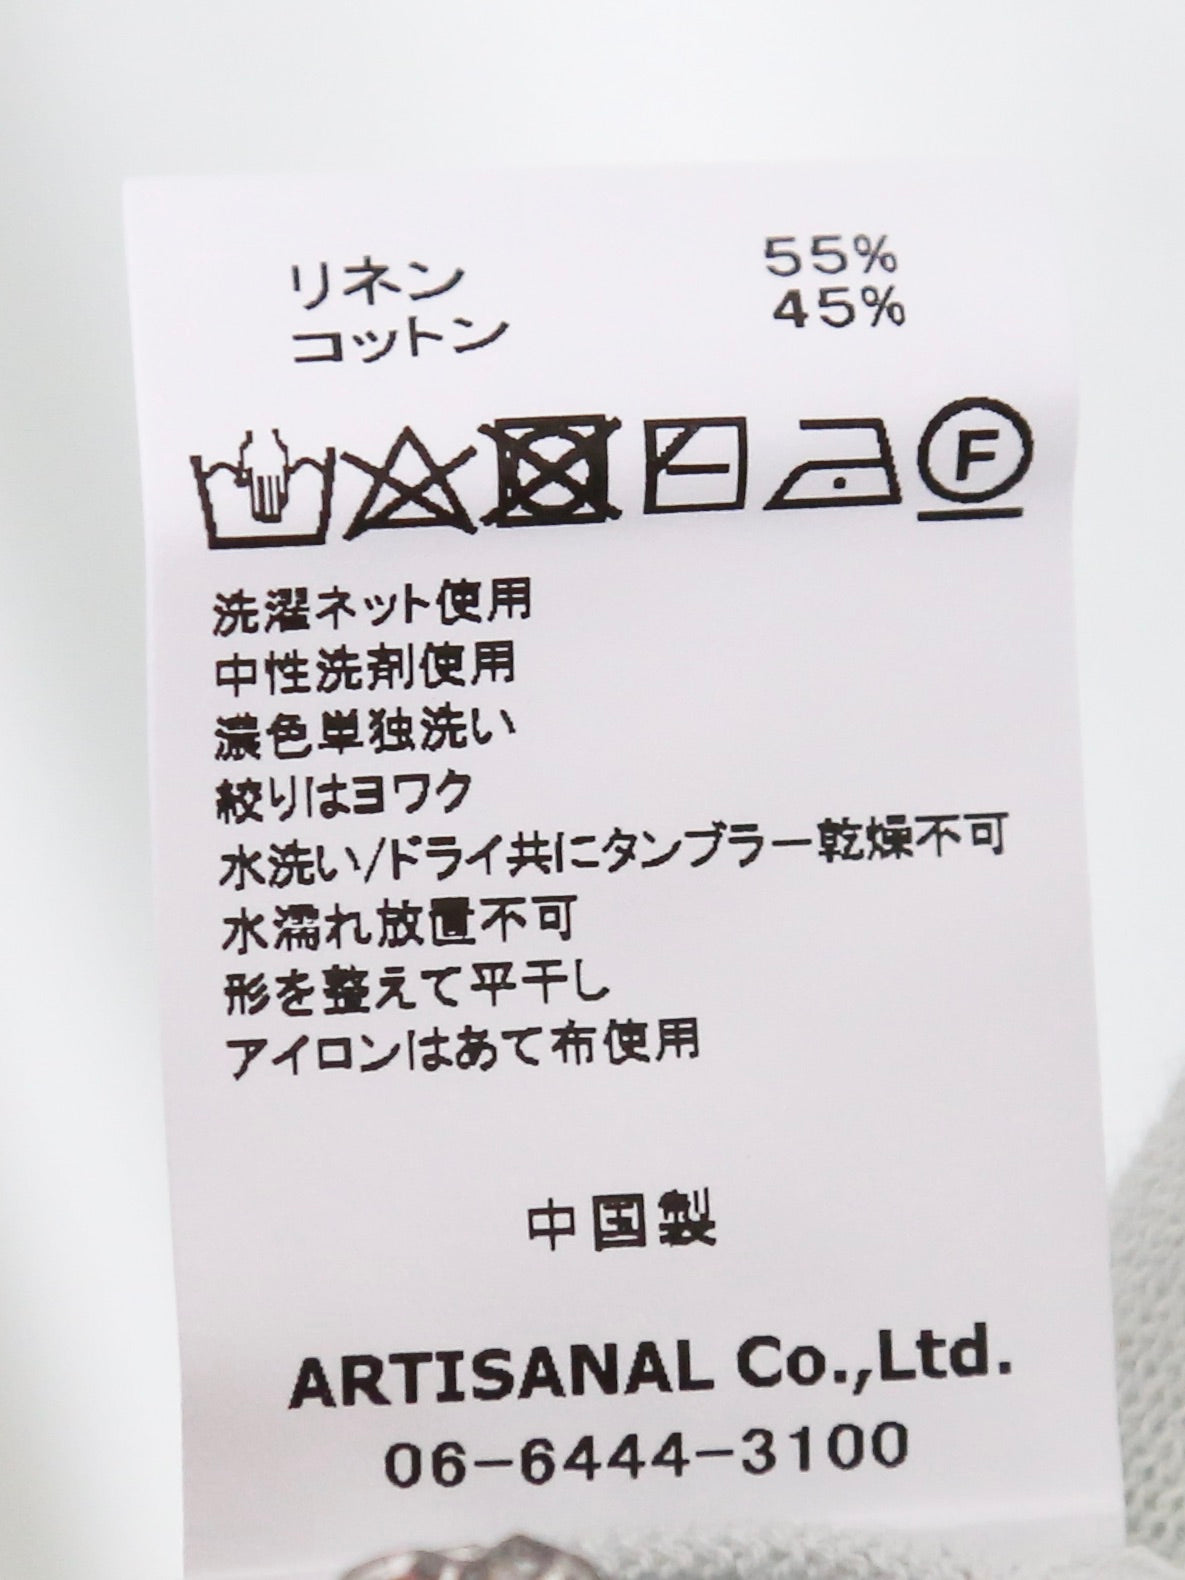 リネン 55%
コットン 45%
F
洗濯ネット使用
中性洗剤使用
濃色単独洗い
絞りはヨワク
水洗い/ドライ共にタンブラー乾燥不可
水濡れ放置不可
形を整えて平干し
アイロンはあて布使用
中国製
ARTISANAL Co.,Ltd.
06-6444-3100